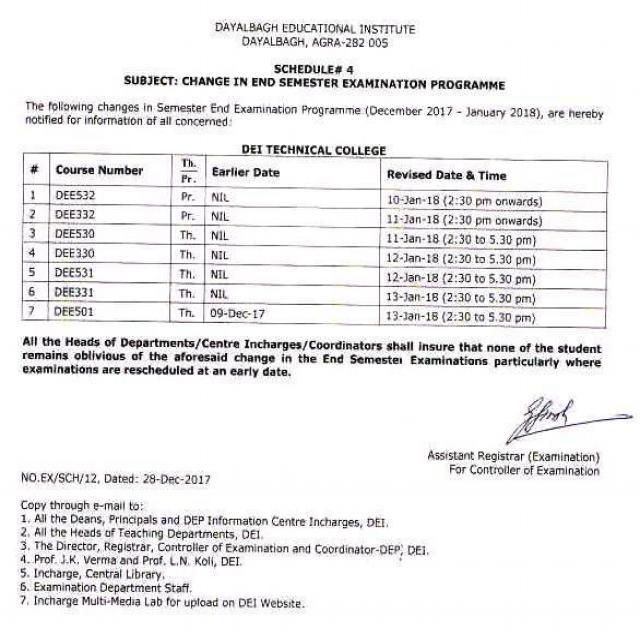 DAYALBAGH EDUCATIONAL INSTITUTE
DAYALBAGH, AGRA-282 005
SCHEDULE# 4
SUBJECT: CHANGE IN END SEMESTER EXAMINATION PROGRAMME
The following changes in Semester End Examination Programme (December 2017 - January 2018), are hereby
notified for information of all concerned:
DEI TECHNICAL COLLEGE
# Course Number Th. Pr. Earlier Date Revised Date & Time
1 DEE532 Pr. NIL 10-Jan-18 (2:30 pm onwards)
2 DEE332 Pr. NIL 11-Jan-18 (2:30 pm onwards)
3 DEE530 Th. NIL 11-Jan-18 (2:30 to 5.30 pm)
4 DEE330 Th. NIL 12-Jan-18 (2:30 to 5.30 pm)
5 DEE531 Th. NIL 12-Jan-18 (2:30 to 5.30 pm)
6 DEE331 Th. NIL 13-Jan-18 (2:30 to 5.30 pm)
7 DEE501 Th. 09-Dec-17 13-Jan-18 (2:30 to 5.30 pm)
All the Heads of Departments/Centre Incharges/Coordinators shall insure that none of the student
remains oblivious of the aforesaid change in the End Semester Examinations particularly where
examinations are rescheduled at an early date.
Assistant Registrar (Examination)
For Controller of Examination
NO.EX/SCH/12, Dated: 28-Dec-2017
Copy through e-mail to:
1. All the Deans, Principals and DEP Information Centre Incharges, DEI.
2. All the Heads of Teaching Departments, DEI.
3. The Director, Registrar, Controller of Examination and Coordinator-DEP, DEI.
4. Prof. J.K. Verma and Prof. L.N. Koli, DEI.
5. Incharge, Central Library.
6. Examination Department Staff.
7. Incharge Multi-Media Lab for upload on DEI Website.